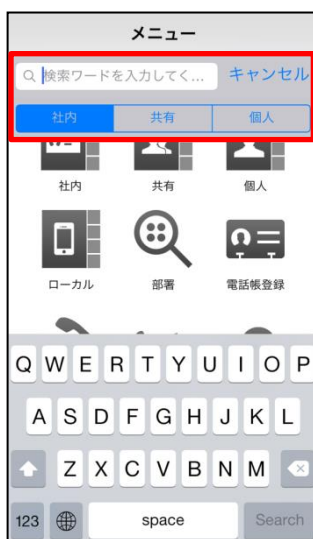 メニュー
検索ワードを入力してく... キャンセル
社内 共有 個人
社内 共有 個人
ローカル 部署 電話帳登録
Q W E R T Y U I O P
A S D F G H J K L
Z X C V B N M
123 space Search